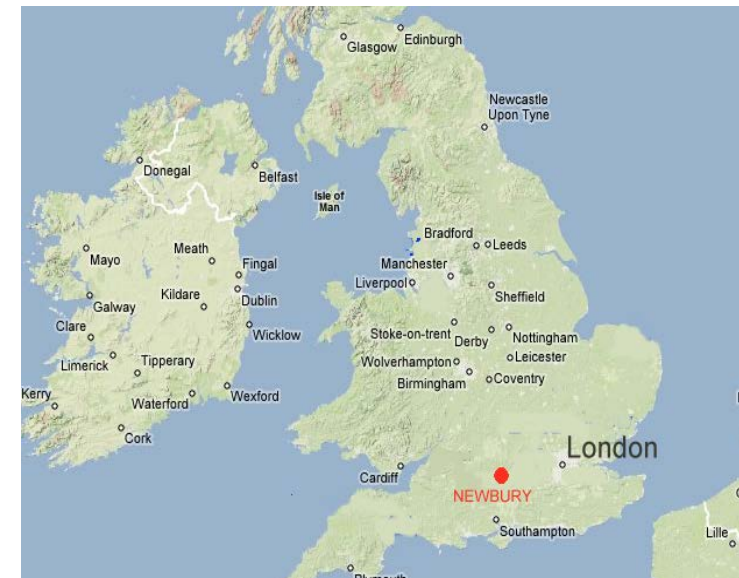 Edinburgh
Glasgow
Newcastle
Upon Tyne
Donegal
Belfast
Isle of
Man
Bradford
Leeds
Mayo
Meath
Manchester
Fingal
Liverpool
Sheffield
Galway
Kildare
Dublin
Clare
Wicklow
Stoke-on-trent
Derby
Nottingham
Limerick
Tipperary
Wolverhampton
Leicester
Birmingham
Coventry
Kerry
Waterford
Wexford
Cork
London
Cardiff
NEWBURY
Southampton
Lille
Plymouth